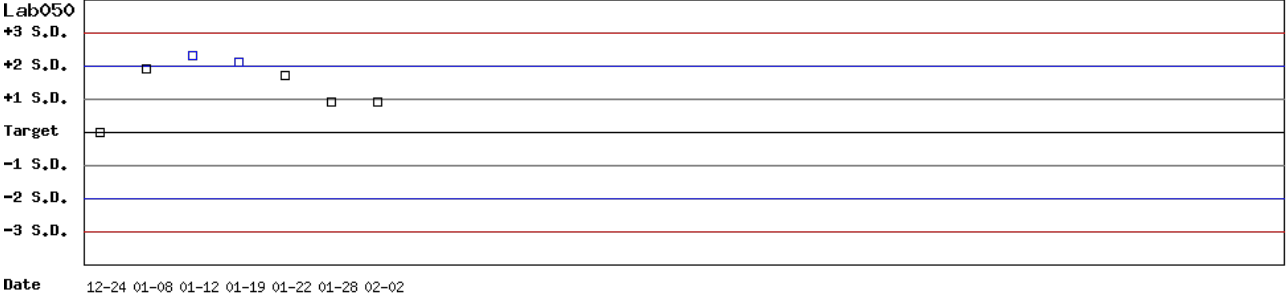 Lab050
+3 S.D.
+2 S.D.
+1 S.D.
Target
-1 S.D.
-2 S.D.
-3 S.D.
Date 12-24 01-08 01-12 01-19 01-22 01-28 02-02